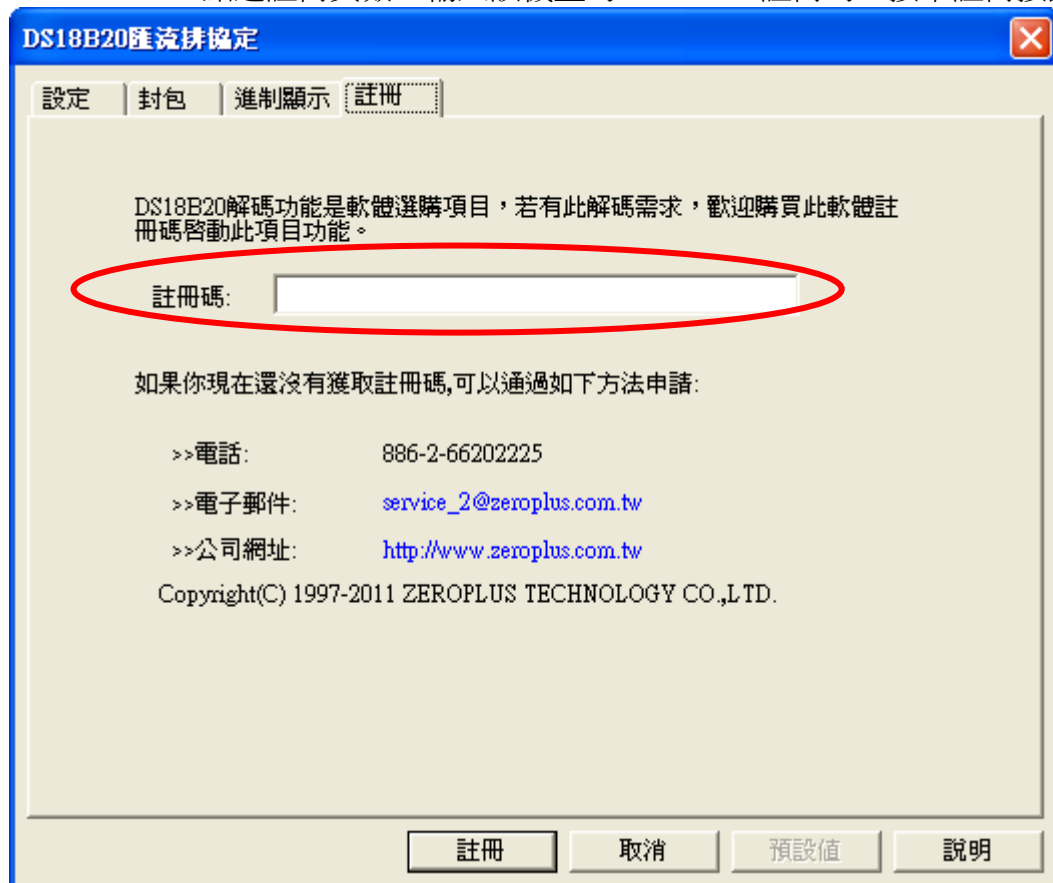 DS18B20匯流排協定
設定 封包 進制顯示 註冊
DS18B20解碼功能是軟體選購項目，若有此解碼需求，歡迎購買此軟體註
冊碼啓動此項目功能。
註冊碼:
如果你現在還沒有獲取註冊碼,可以通過如下方法申請:
>>電話: 886-2-66202225
>>電子郵件: service_2@zeroplus.com.tw
>>公司網址: http://www.zeroplus.com.tw
Copyright(C) 1997-2011 ZEROPLUS TECHNOLOGY CO.,LTD.
註冊 取消 預設值 說明